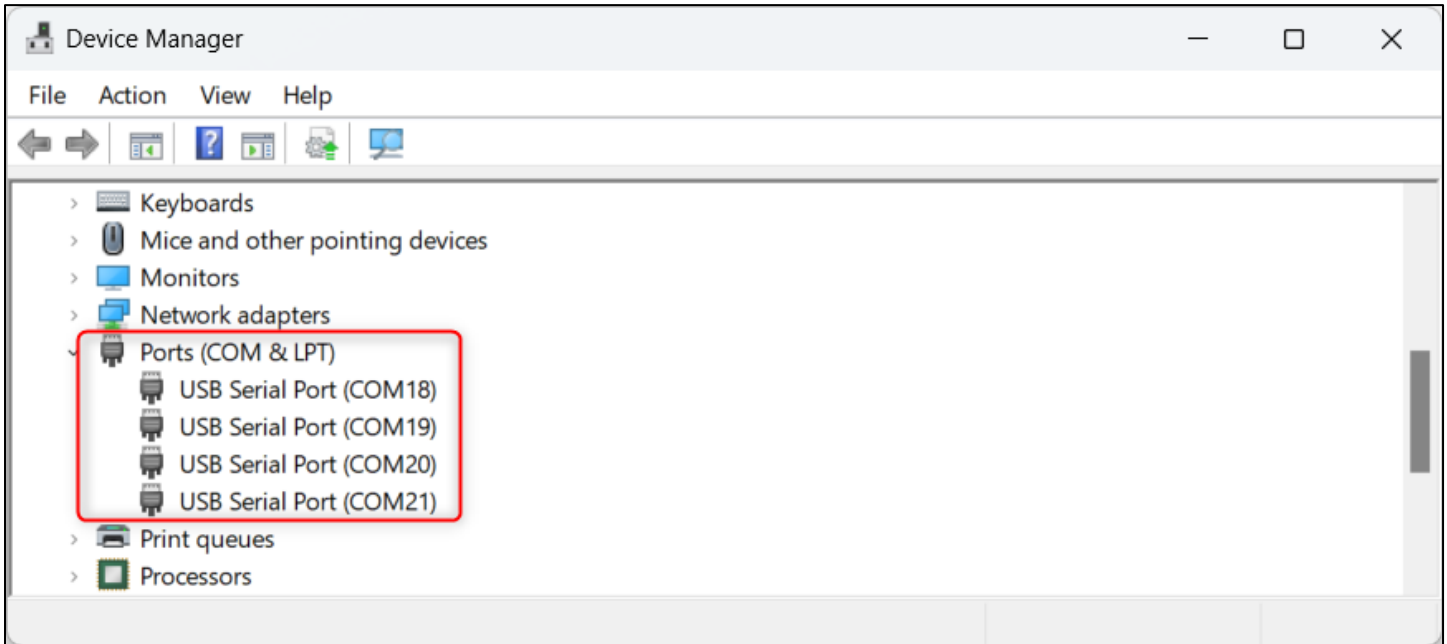 Device Manager
File Action View Help
Keyboards
Mice and other pointing devices
Monitors
Network adapters
Ports (COM & LPT)
USB Serial Port (COM18)
USB Serial Port (COM19)
USB Serial Port (COM20)
USB Serial Port (COM21)
Print queues
Processors